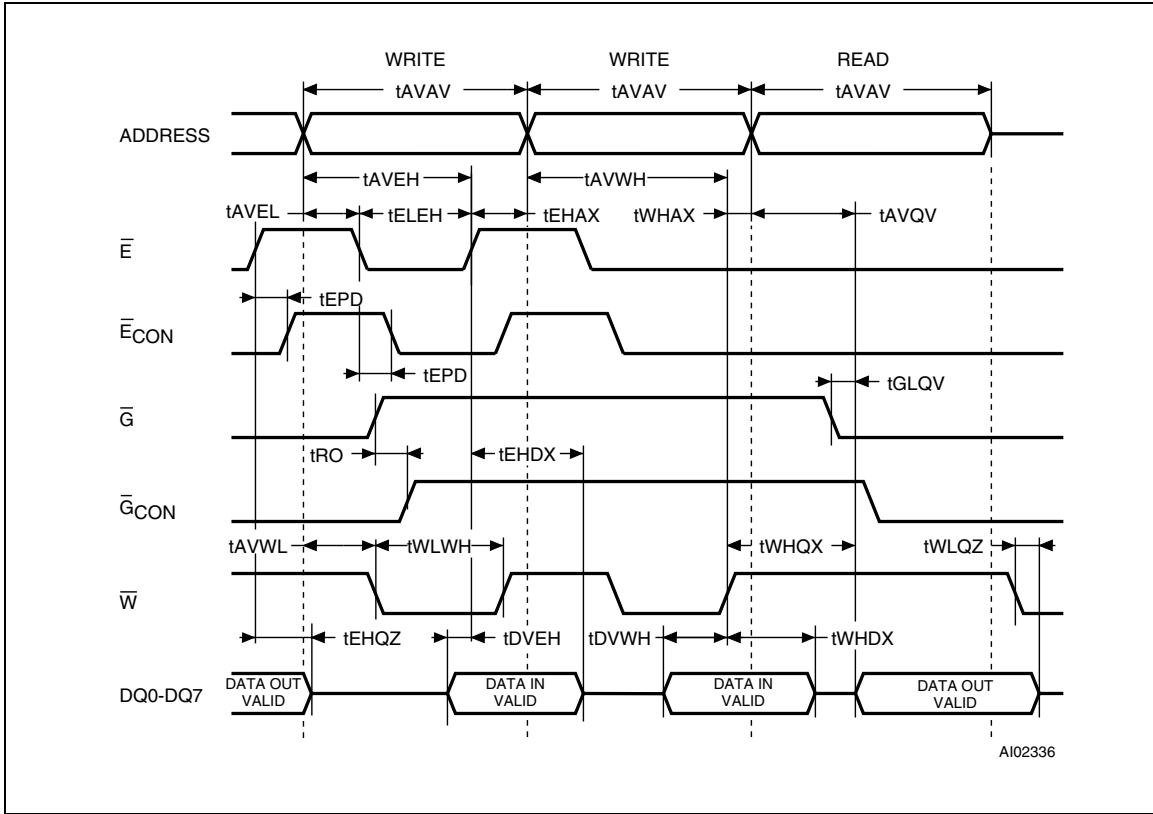 WRITE WRITE READ
tAVAV tAVAV tAVAV
ADDRESS
tAVEH tAVWH
tAVEL tELEH tEHAX tWHAX tAVQV
E̅
tEPD
E̅CON
tEPD tGLQV
G̅
tRO tEHDX
G̅CON
tAVWL tWLWH tWHQX tWLQZ
W̅
tEHQZ tDVEH tDVWH tWHDX
DQ0-DQ7 DATA OUT VALID DATA IN VALID DATA IN VALID DATA OUT VALID
AI02336